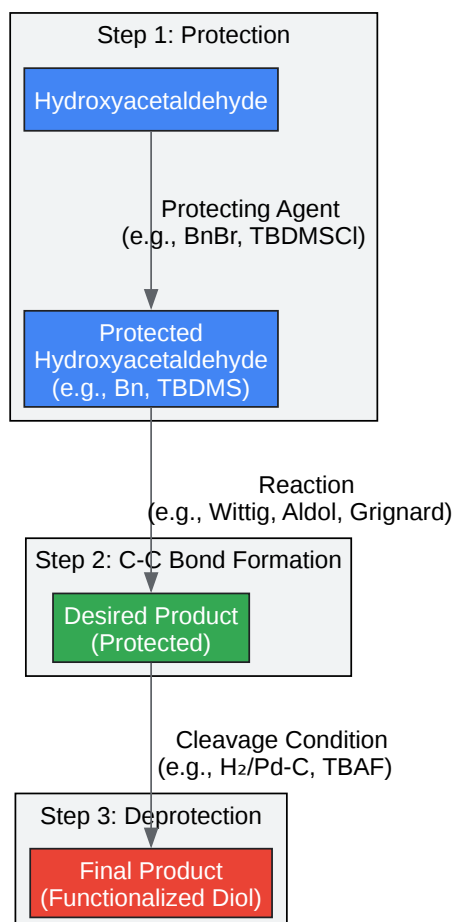 Step 1: Protection
Hydroxyacetaldehyde
Protecting Agent
(e.g., BnBr, TBDMSCl)
Protected
Hydroxyacetaldehyde
(e.g., Bn, TBDMS)
Reaction
(e.g., Wittig, Aldol, Grignard)
Step 2: C-C Bond Formation
Desired Product
(Protected)
Cleavage Condition
(e.g., H₂/Pd-C, TBAF)
Step 3: Deprotection
Final Product
(Functionalized Diol)